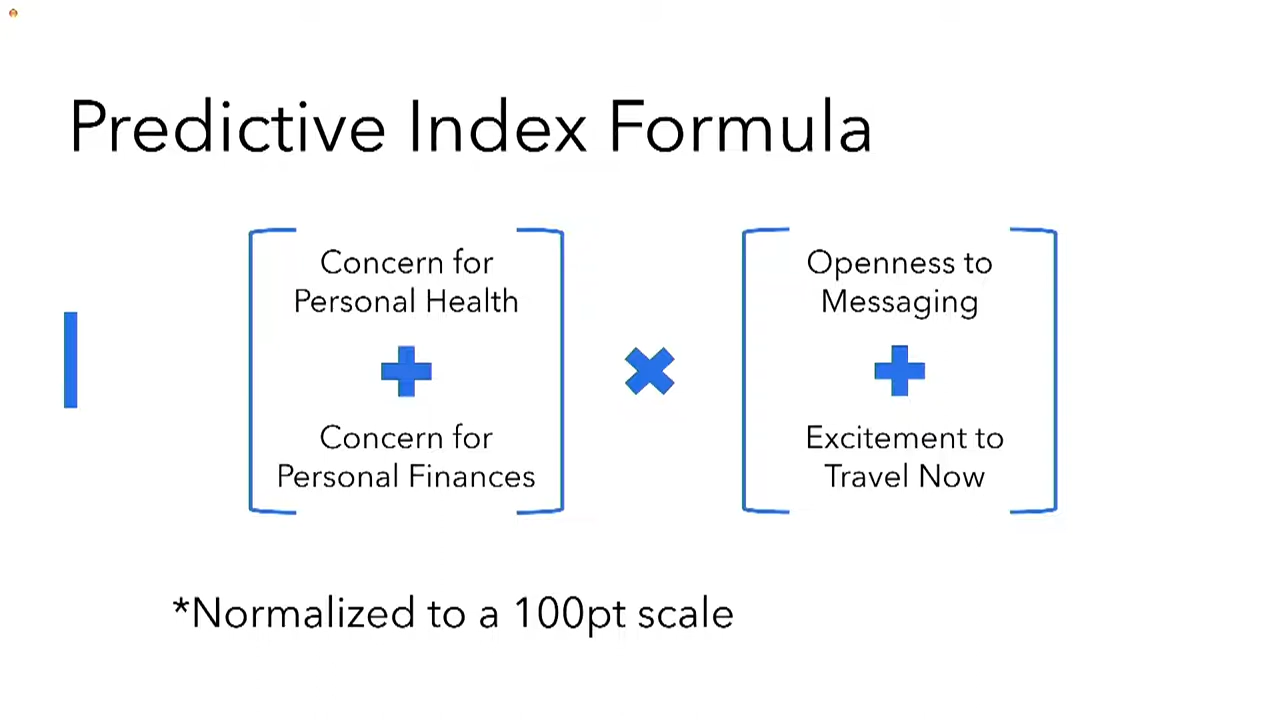 Predictive Index Formula
Concern for
Personal Health
Concern for
Personal Finances
Openness to
Messaging
Excitement to
Travel Now
*Normalized to a 100pt scale